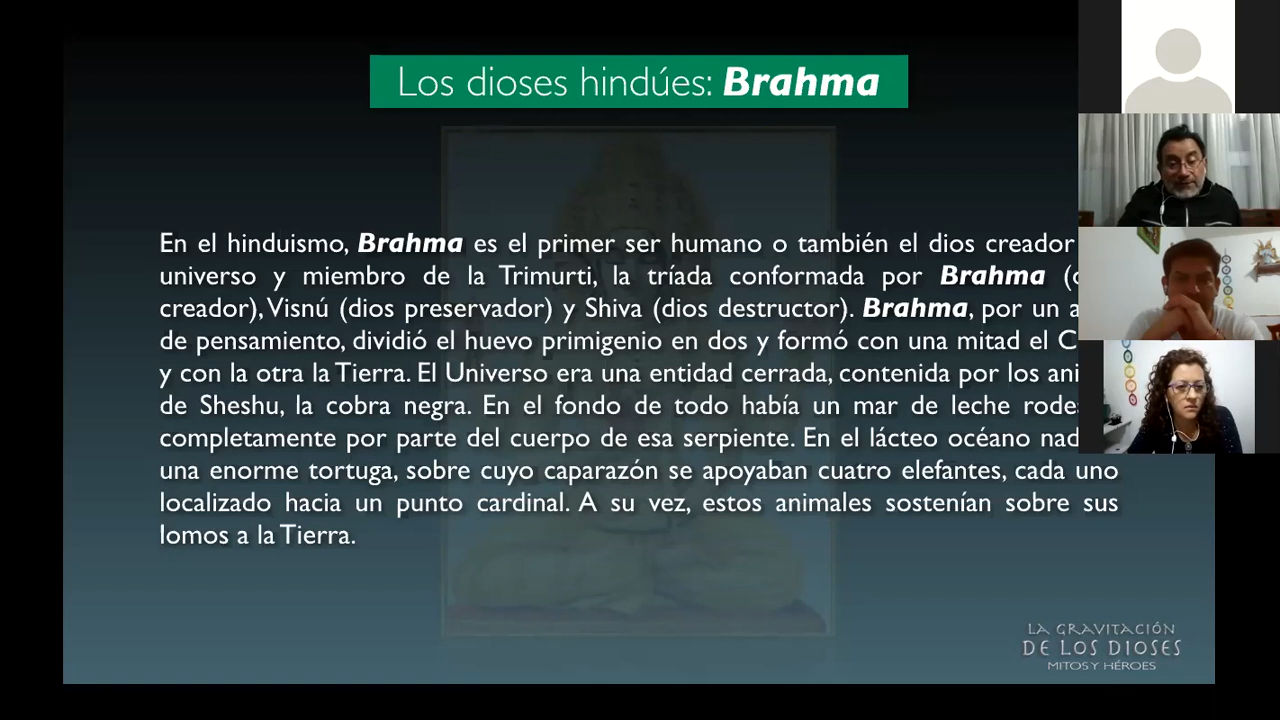 Los dioses hindúes: Brahma
En el hinduismo, Brahma es el primer ser humano o también el dios creador
universo y miembro de la Trimurti, la tríada conformada por Brahma
creador), Visnú (dios preservador) y Shiva (dios destructor). Brahma, por un
de pensamiento, dividió el huevo primigenio en dos y formó con una mitad el
y con la otra la Tierra. El Universo era una entidad cerrada, contenida por los
de Sheshu, la cobra negra. En el fondo de todo había un mar de leche
completamente por parte del cuerpo de esa serpiente. En el lácteo océano
una enorme tortuga, sobre cuyo caparazón se apoyaban cuatro elefantes, cada uno
localizado hacia un punto cardinal. A su vez, estos animales sostenían sobre sus
lomos a la Tierra.
LA GRAVITACIÓN
DE LOS DIOSES
MITOS Y HÉROES